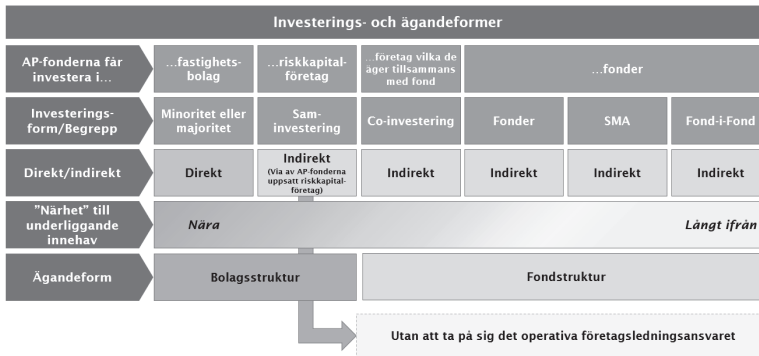 Investerings- och ägandeformer
AP-fonderna får
investera i...
...fastighets-
bolag
...riskkapital-
företag
...företag vilka de
äger tillsammans
med fond
...fonder
Investerings-
form/Begrepp
Minoritet eller
majoritet
Sam-
investering
Co-investering
Fonder
SMA
Fond-i-Fond
Direkt/indirekt
Direkt
Indirekt
(Via av AP-fonderna
uppsatt riskkapital-
företag)
Indirekt
Indirekt
Indirekt
Indirekt
”Närhet” till
underliggande
innehav
Nära
Långt ifrån
Ägandeform
Bolagsstruktur
Fondstruktur
Utan att ta på sig det operativa företagsledningsansvaret